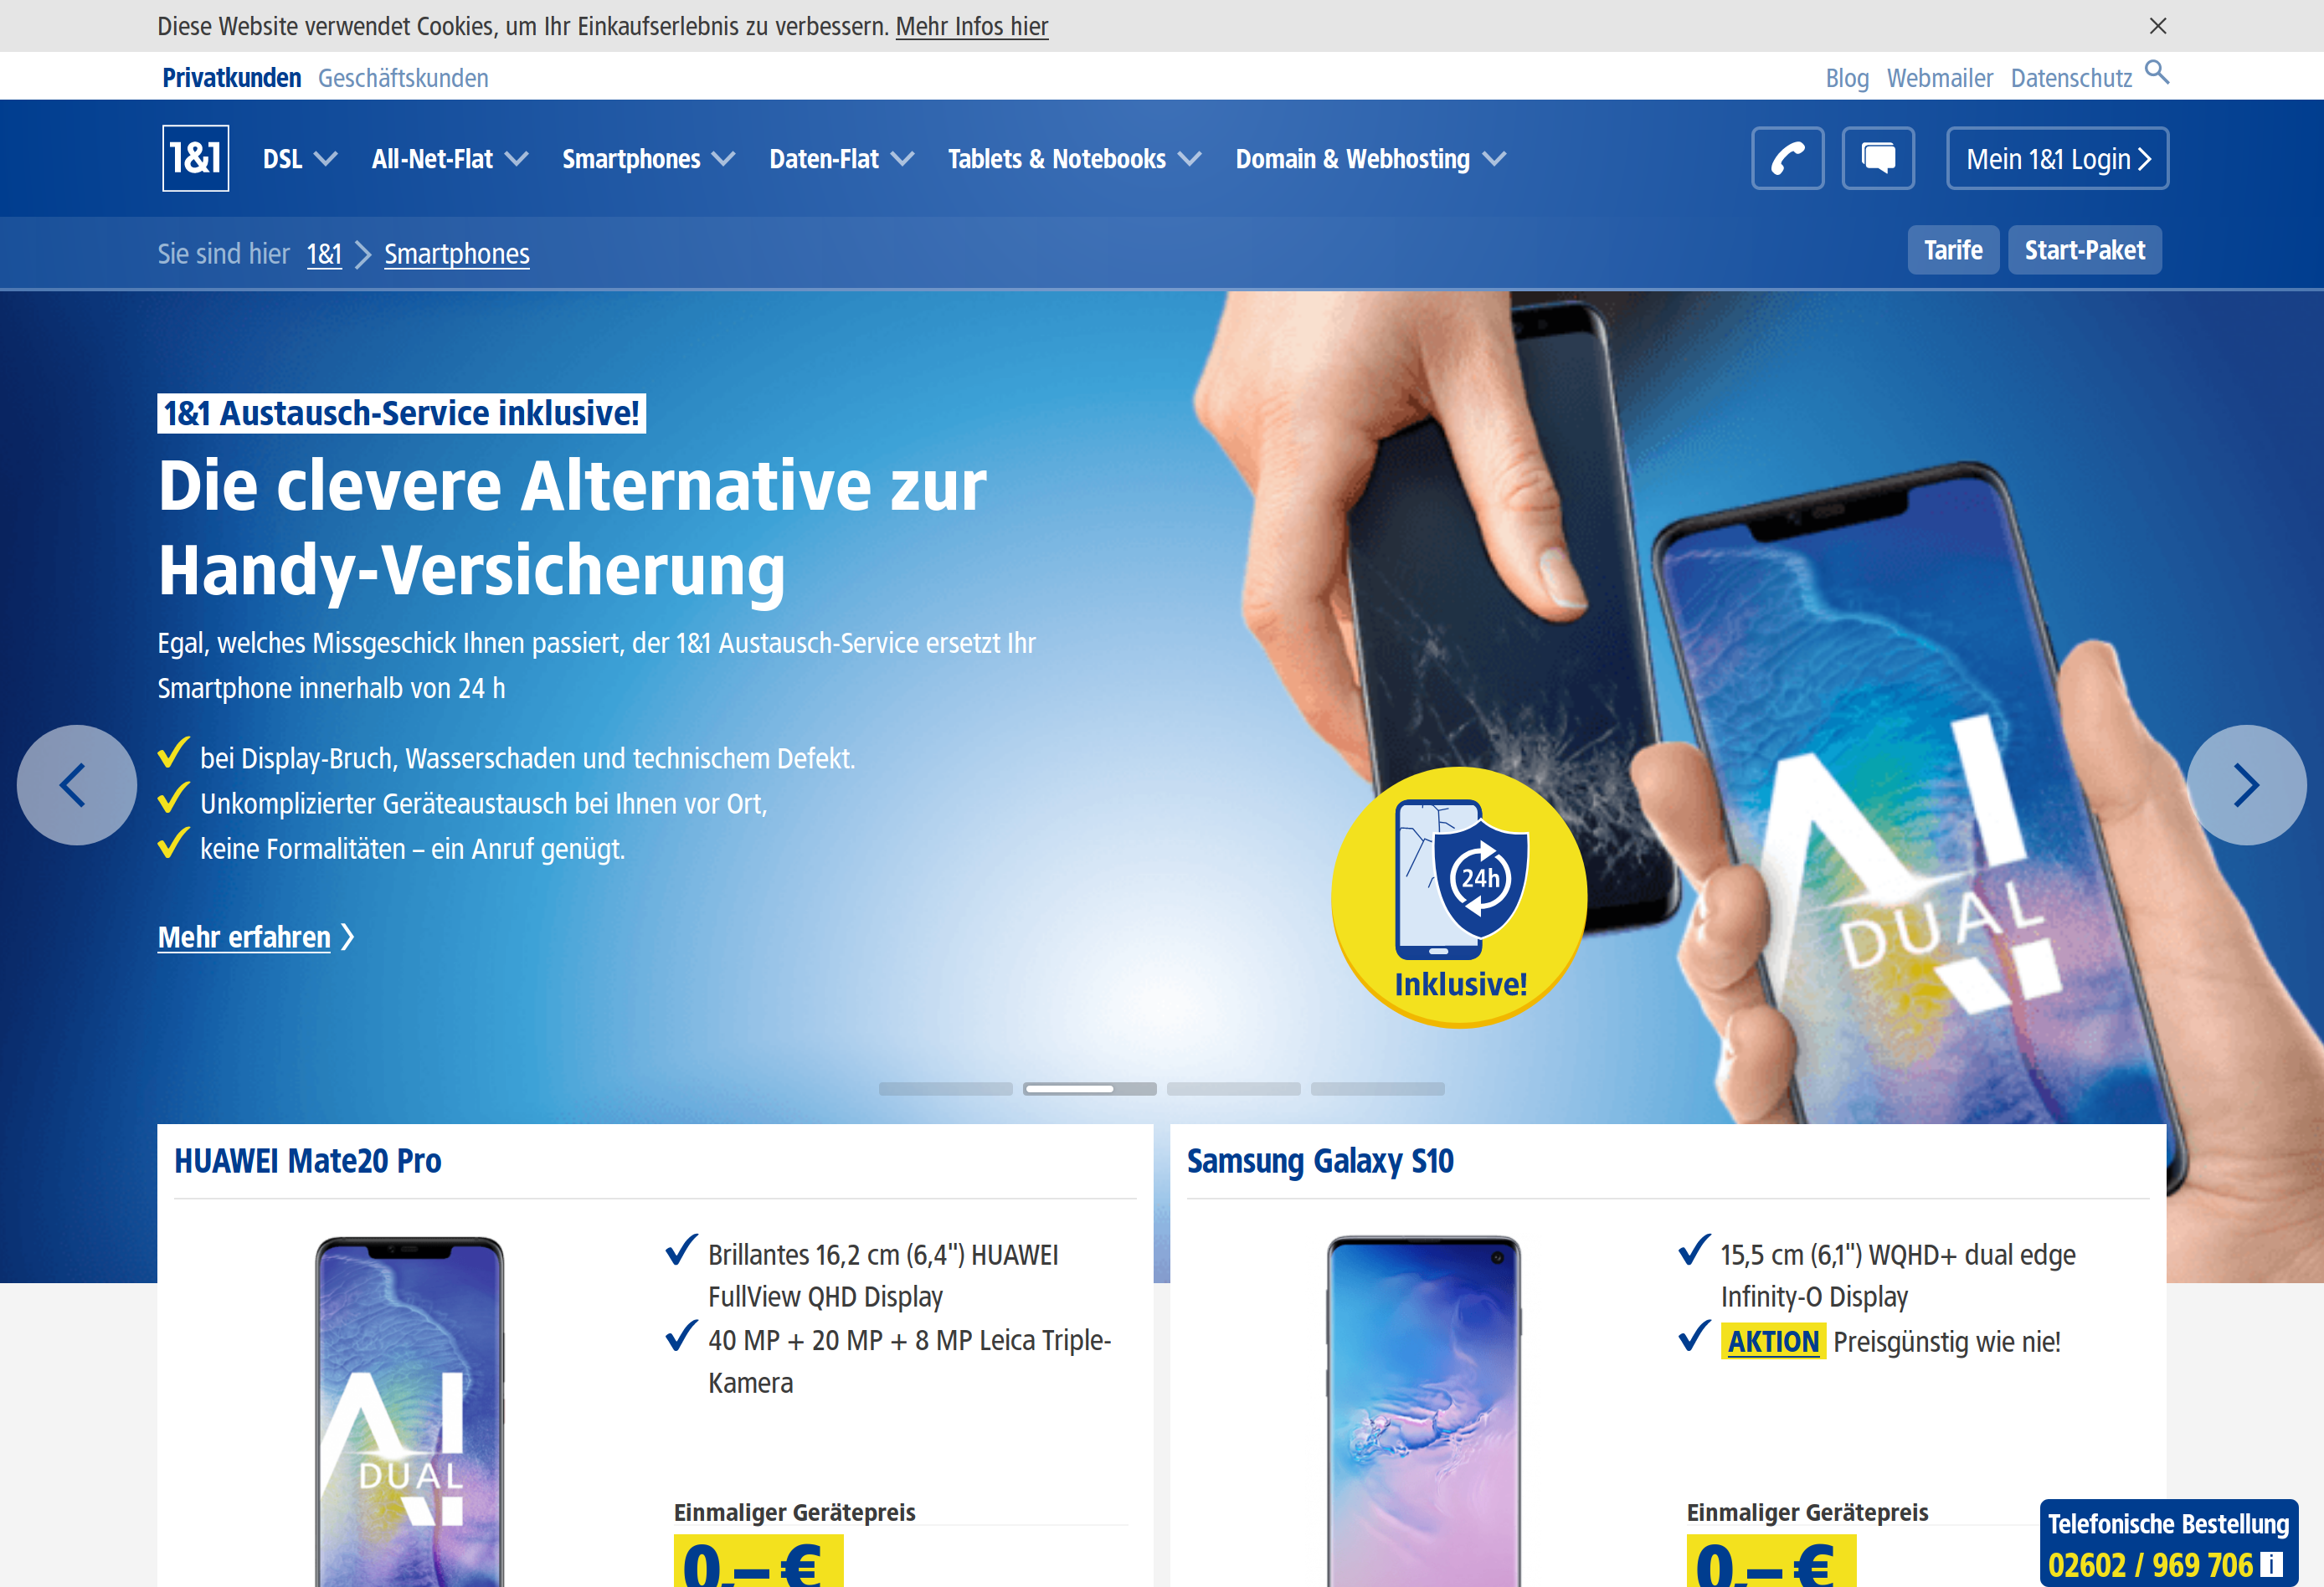 Diese Website verwendet Cookies, um Ihr Einkaufserlebnis zu verbessern. Mehr Infos hier
Privatkunden Geschäftskunden
Blog Webmailer Datenschutz
1&1 DSL All-Net-Flat Smartphones Daten-Flat Tablets & Notebooks Domain & Webhosting
Mein 1&1 Login
Sie sind hier 1&1 Smartphones
Tarife Start-Paket
1&1 Austausch-Service inklusive!
Die clevere Alternative zur
Handy-Versicherung
Egal, welches Missgeschick Ihnen passiert, der 1&1 Austausch-Service ersetzt Ihr
Smartphone innerhalb von 24 h
bei Display-Bruch, Wasserschaden und technischem Defekt.
Unkomplizierter Geräteaustausch bei Ihnen vor Ort,
keine Formalitäten – ein Anruf genügt.
Mehr erfahren
24h
Inklusive!
AI
DUAL
HUAWEI Mate20 Pro
AI
DUAL
Brillantes 16,2 cm (6,4") HUAWEI
FullView QHD Display
40 MP + 20 MP + 8 MP Leica Triple-
Kamera
Einmaliger Gerätepreis
0,– €
Samsung Galaxy S10
15,5 cm (6,1") WQHD+ dual edge
Infinity-O Display
AKTION Preisgünstig wie nie!
Einmaliger Gerätepreis
0,– €
Telefonische Bestellung
02602 / 969 706 i